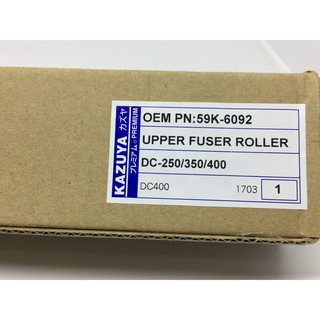 KAZUYA カズヤ
プレミアム PREMIUM
OEM PN:59K-6092
UPPER FUSER ROLLER
DC-250/350/400
DC400 1703 1